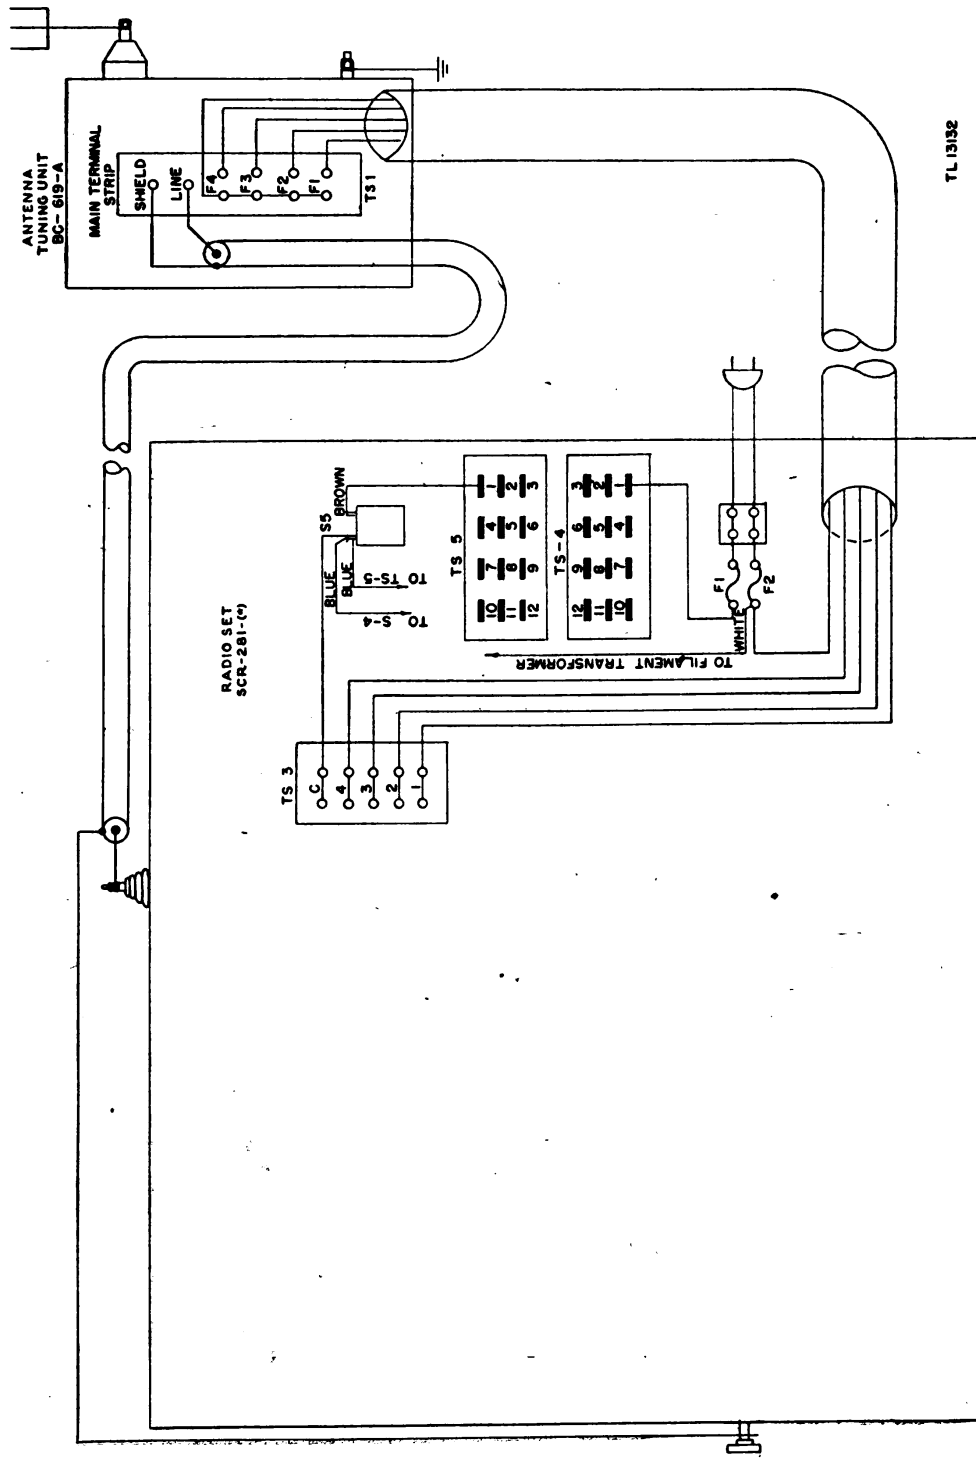 ANTENNA
TUNING UNIT
BC-619-A
MAIN TERMINAL
STRIP
SHIELD
LINE
F4
F3
F2
F1
TS 1
RADIO SET
SCR-281-(*)
S5
BROWN
BLUE
BLUE
TO TS-5
TO S-4
TS 5
1 2 3
4 5 6
7 8 9
10 11 12
TS-4
3 2 1
6 5 4
9 8 7
12 11 10
F1
F2
WHITE
TO FILAMENT TRANSFORMER
TS 3
C
4
3
2
1
TL 13132